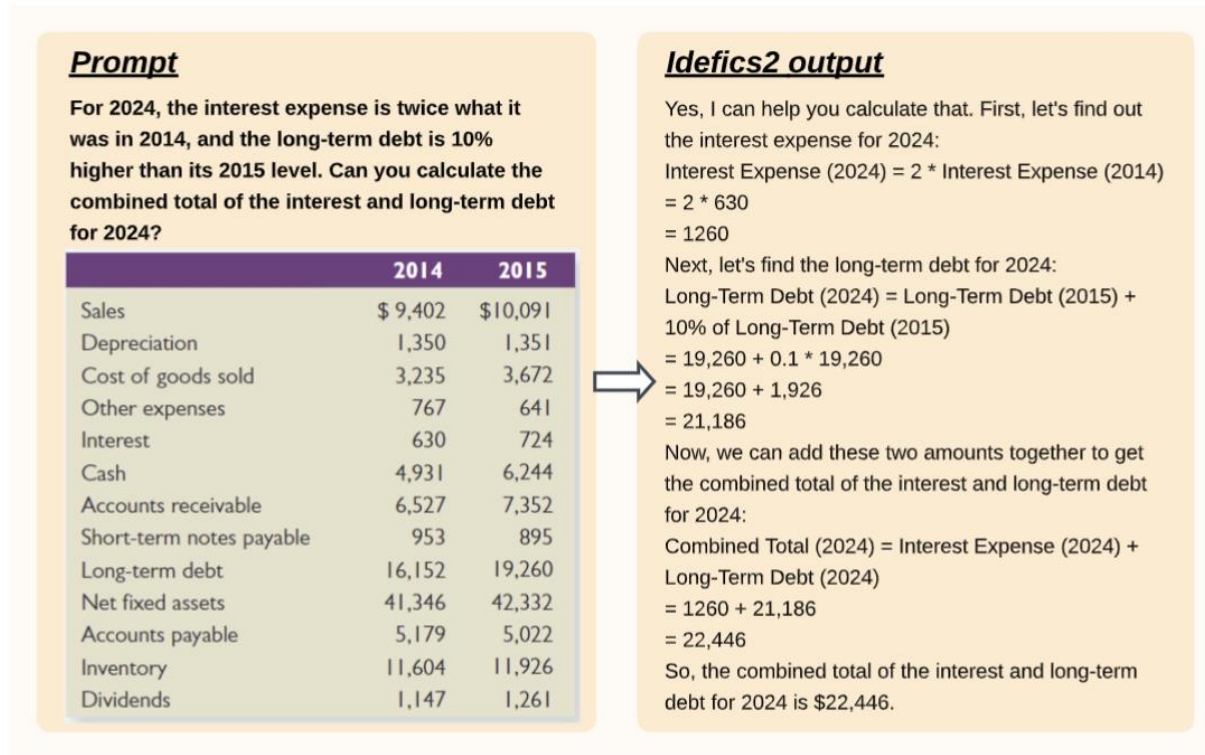 Prompt
For 2024, the interest expense is twice what it
was in 2014, and the long-term debt is 10%
higher than its 2015 level. Can you calculate the
combined total of the interest and long-term debt
for 2024?
2014 2015
Sales $ 9,402 $10,091
Depreciation 1,350 1,351
Cost of goods sold 3,235 3,672
Other expenses 767 641
Interest 630 724
Cash 4,931 6,244
Accounts receivable 6,527 7,352
Short-term notes payable 953 895
Long-term debt 16,152 19,260
Net fixed assets 41,346 42,332
Accounts payable 5,179 5,022
Inventory 11,604 11,926
Dividends 1,147 1,261
Idefics2 output
Yes, I can help you calculate that. First, let's find out
the interest expense for 2024:
Interest Expense (2024) = 2 * Interest Expense (2014)
= 2 * 630
= 1260
Next, let's find the long-term debt for 2024:
Long-Term Debt (2024) = Long-Term Debt (2015) +
10% of Long-Term Debt (2015)
= 19,260 + 0.1 * 19,260
= 19,260 + 1,926
= 21,186
Now, we can add these two amounts together to get
the combined total of the interest and long-term debt
for 2024:
Combined Total (2024) = Interest Expense (2024) +
Long-Term Debt (2024)
= 1260 + 21,186
= 22,446
So, the combined total of the interest and long-term
debt for 2024 is $22,446.